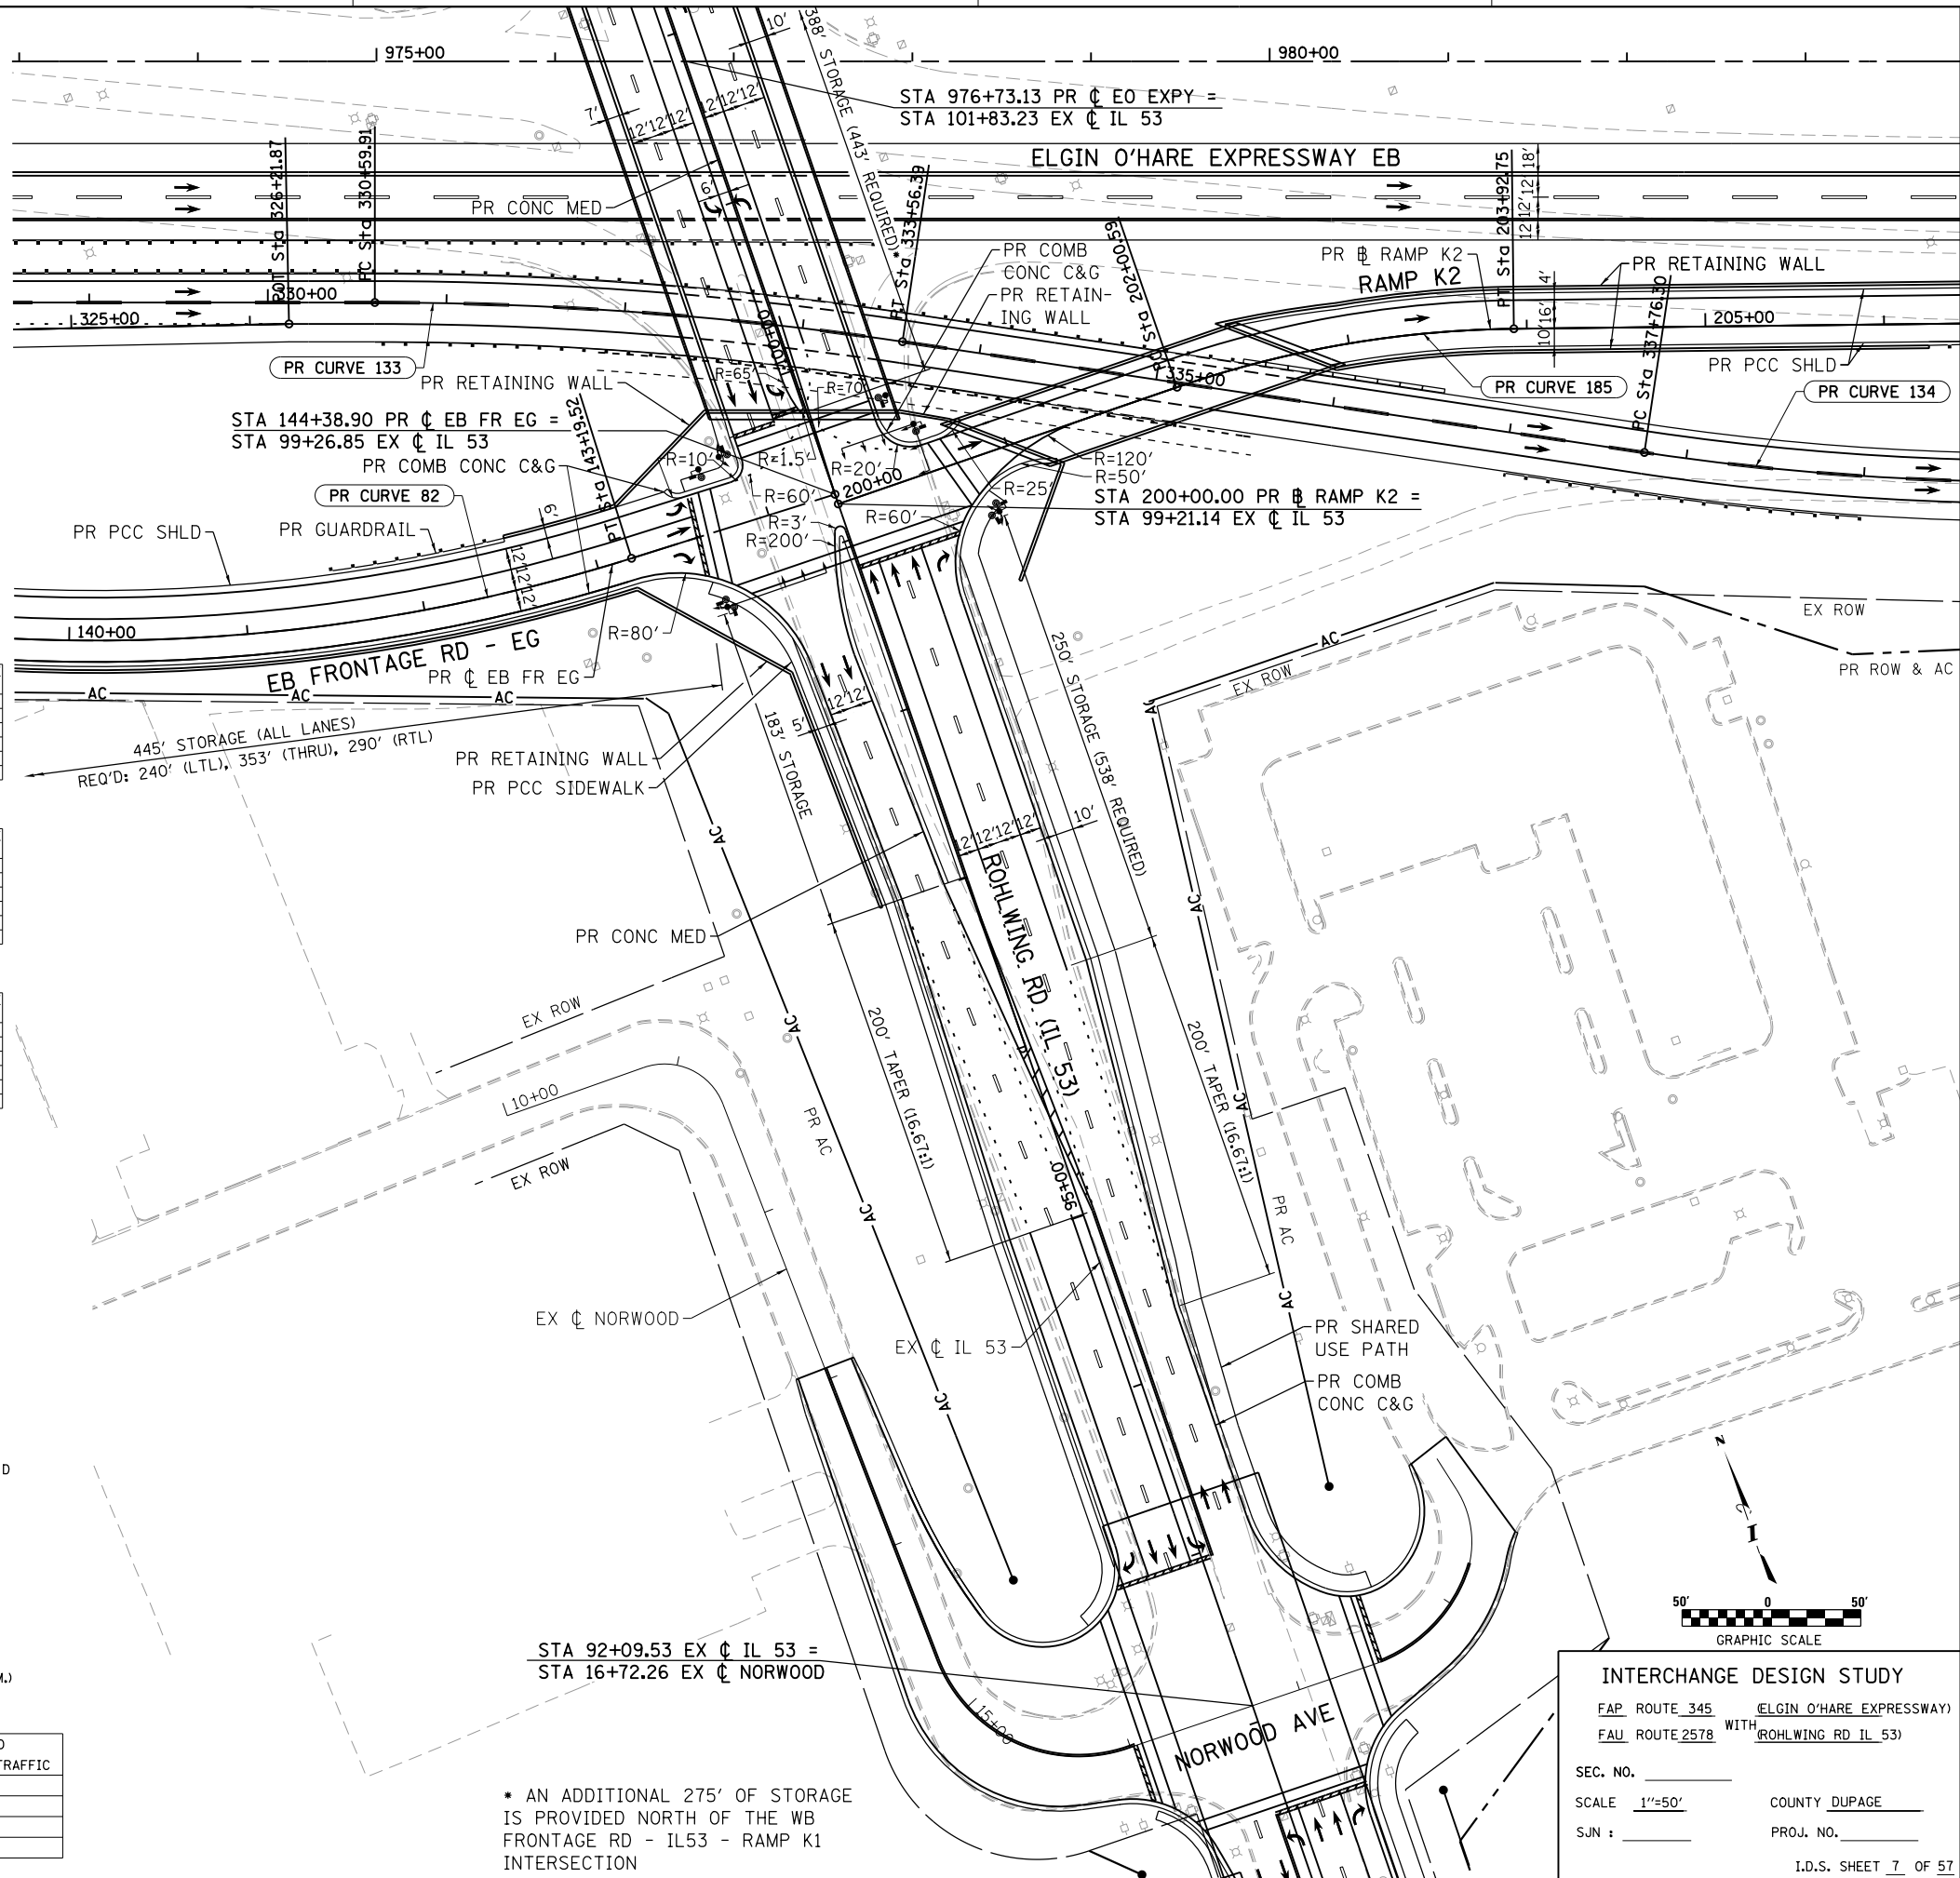 975+00
980+00
10'
388' STORAGE (443' REQUIRED)*
STA 976+73.13 PR ℄ EO EXPY =
STA 101+83.23 EX ℄ IL 53
7'
12'12'12'
12'12'12'
ELGIN O'HARE EXPRESSWAY EB
6'
PR CONC MED
POT Sta 326+21.87
PC Sta 330+59.91
PT Sta 333+56.39
PC Sta 202+00.59
PT Sta 203+92.75
12'12'12'18'
PR COMB
CONC C&G
PR RETAIN-
ING WALL
PR BL RAMP K2
RAMP K2
PR RETAINING WALL
PC Sta 337+76.30
330+00
325+00
100+00
335+00
10'16' 4'
205+00
PR PCC SHLD
PR CURVE 133
PR CURVE 185
PR CURVE 134
R=65'
R=70'
PR RETAINING WALL
STA 144+38.90 PR ℄ EB FR EG =
STA 99+26.85 EX ℄ IL 53
PT Sta 143+19.52
PR COMB CONC C&G
R=10'
R=1.5'
R=20'
200+00
R=120'
R=50'
R=25'
PR CURVE 82
R=60'
R=3'
R=200'
R=60'
STA 200+00.00 PR BL RAMP K2 =
STA 99+21.14 EX ℄ IL 53
PR PCC SHLD
PR GUARDRAIL
6'
12'12'12'
140+00
R=80'
EB FRONTAGE RD - EG
PR ℄ EB FR EG
AC
AC
AC
AC
EX ROW
EX ROW
PR ROW & AC
445' STORAGE (ALL LANES)
REQ'D: 240' (LTL), 353' (THRU), 290' (RTL)
12'12'
5'
183' STORAGE
250' STORAGE (538' REQUIRED)
PR RETAINING WALL
PR PCC SIDEWALK
AC
AC
12'12'12'12'
10'
AC
PR CONC MED
ROHLWING RD (IL 53)
EX ROW
AC
200' TAPER (16.67:1)
200' TAPER (16.67:1)
AC
10+00
PR AC
EX ROW
95+00
PR AC
AC
AC
EX ℄ NORWOOD
EX ℄ IL 53
PR SHARED
USE PATH
PR COMB
CONC C&G
AC
D
N
50' 0 50'
GRAPHIC SCALE
STA 92+09.53 EX ℄ IL 53 =
STA 16+72.26 EX ℄ NORWOOD
M.)
15+00
NORWOOD AVE
TRAFFIC
* AN ADDITIONAL 275' OF STORAGE
IS PROVIDED NORTH OF THE WB
FRONTAGE RD - IL53 - RAMP K1
INTERSECTION
INTERCHANGE DESIGN STUDY
FAP ROUTE 345 (ELGIN O'HARE EXPRESSWAY)
WITH
FAU ROUTE 2578 (ROHLWING RD IL 53)
SEC. NO.
SCALE 1"=50' COUNTY DUPAGE
SJN : PROJ. NO.
I.D.S. SHEET 7 OF 57